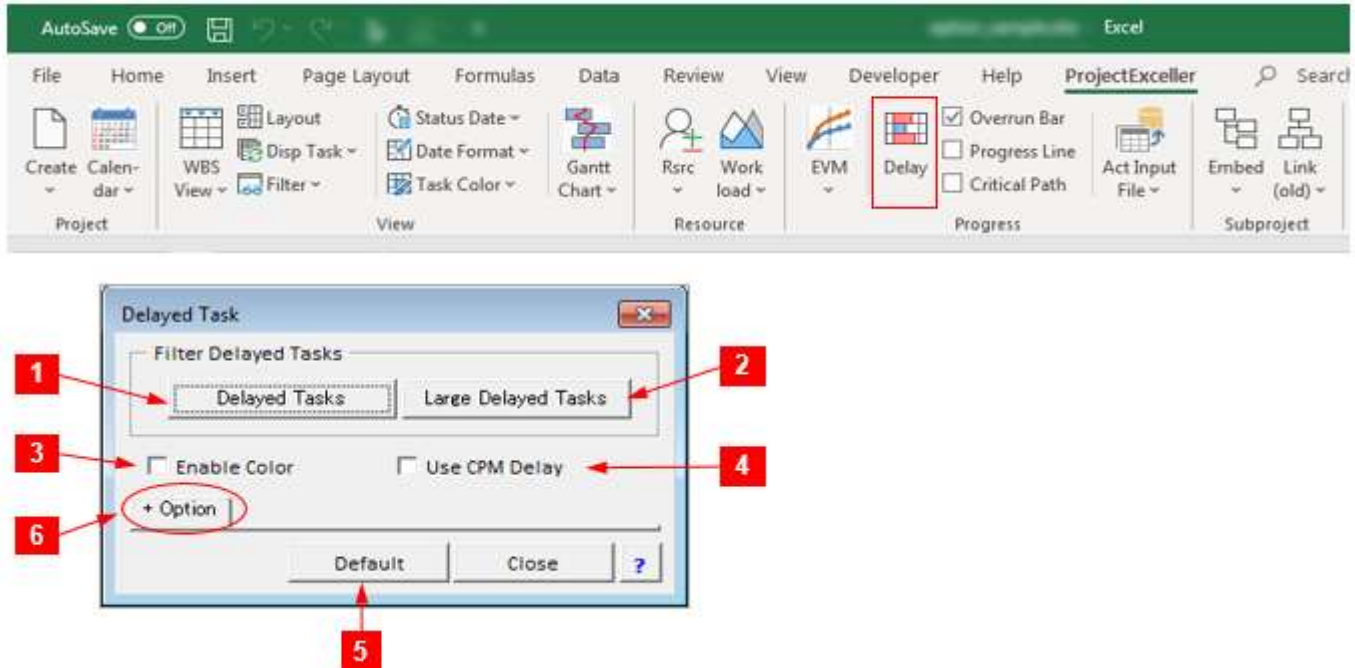 AutoSave Off Excel
File Home Insert Page Layout Formulas Data Review View Developer Help ProjectExceller Search
Create Calen-dar WBS View Layout Disp Task Filter Status Date Date Format Task Color Gantt Chart Rsrc Work load EVM Delay Overrun Bar Progress Line Critical Path Act Input File Embed Link (old)
Project View Resource Progress Subproject
Delayed Task
Filter Delayed Tasks
1 Delayed Tasks Large Delayed Tasks 2
3 Enable Color Use CPM Delay 4
6 + Option
Default Close ?
5